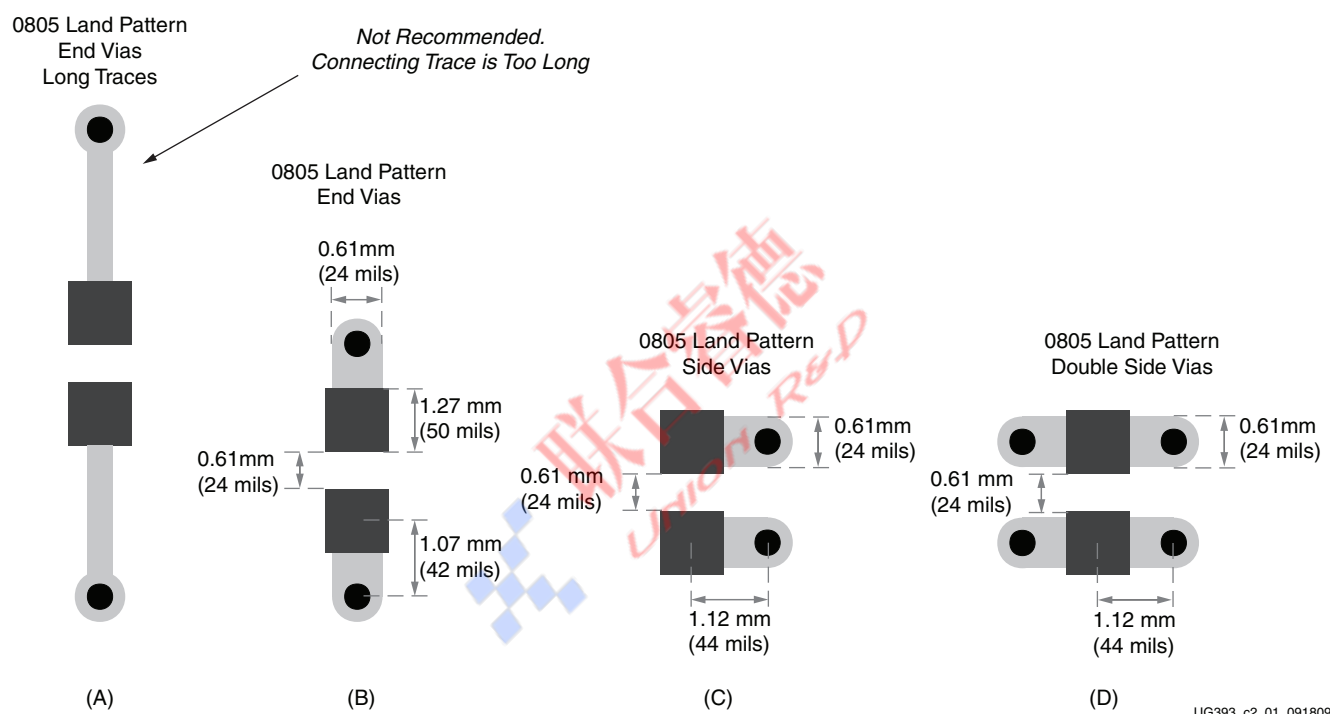 0805 Land Pattern
End Vias
Long Traces
Not Recommended.
Connecting Trace is Too Long
0805 Land Pattern
End Vias
0.61mm
(24 mils)
1.27 mm
(50 mils)
0.61mm
(24 mils)
1.07 mm
(42 mils)
0805 Land Pattern
Side Vias
0.61mm
(24 mils)
0.61 mm
(24 mils)
1.12 mm
(44 mils)
0805 Land Pattern
Double Side Vias
0.61mm
(24 mils)
0.61 mm
(24 mils)
1.12 mm
(44 mils)
联合睿德
UNION R&D
(A)
(B)
(C)
(D)
UG393_c2_01_091809